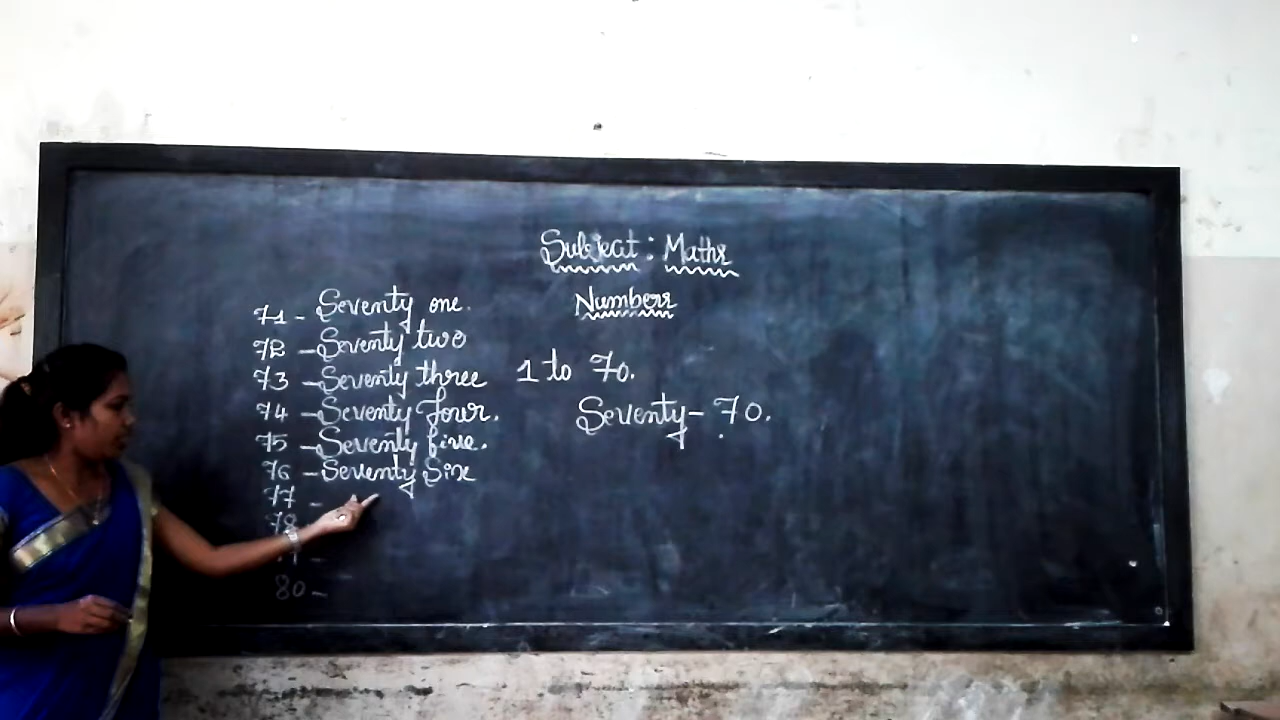 Subject : Maths
Numbers
71 - Seventy one.
72 - Seventy two
73 - Seventy three
74 - Seventy four.
75 - Seventy five.
76 - Seventy Six
77 -
78
80 -
1 to 70.
Seventy - 70.